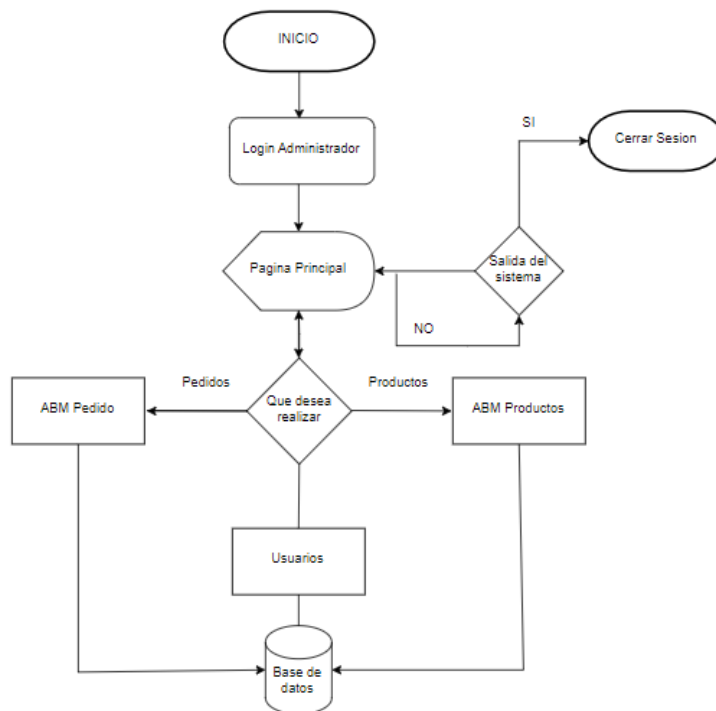 INICIO
SI
Login Administrador
Cerrar Sesion
Pagina Principal
Salida del
sistema
NO
Pedidos
Productos
ABM Pedido
Que desea
realizar
ABM Productos
Usuarios
Base de
datos